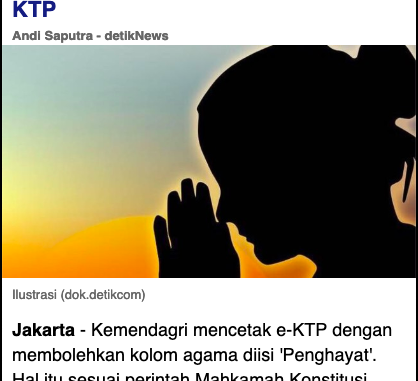 KTP
Andi Saputra - detikNews
Ilustrasi (dok.detikcom)
Jakarta - Kemendagri mencetak e-KTP dengan
membolehkan kolom agama diisi 'Penghayat'.
Hal itu sesuai perintah Mahkamah Konstitusi